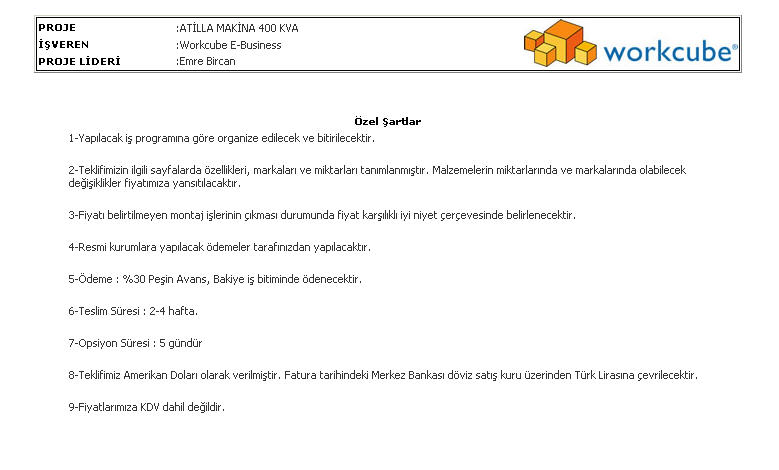 PROJE :ATİLLA MAKİNA 400 KVA
İŞVEREN :Workcube E-Business
PROJE LİDERİ :Emre Bircan
workcube®
Özel Şartlar
1-Yapılacak iş programına göre organize edilecek ve bitirilecektir.
2-Teklifimizin ilgili sayfalarda özellikleri, markaları ve miktarları tanımlanmıştır. Malzemelerin miktarlarında ve markalarında olabilecek
değişiklikler fiyatımıza yansıtılacaktır.
3-Fiyatı belirtilmeyen montaj işlerinin çıkması durumunda fiyat karşılıklı iyi niyet çerçevesinde belirlenecektir.
4-Resmi kurumlara yapılacak ödemeler tarafınızdan yapılacaktır.
5-Ödeme : %30 Peşin Avans, Bakiye iş bitiminde ödenecektir.
6-Teslim Süresi : 2-4 hafta.
7-Opsiyon Süresi : 5 gündür
8-Teklifimiz Amerikan Doları olarak verilmiştir. Fatura tarihindeki Merkez Bankası döviz satış kuru üzerinden Türk Lirasına çevrilecektir.
9-Fiyatlarımıza KDV dahil değildir.